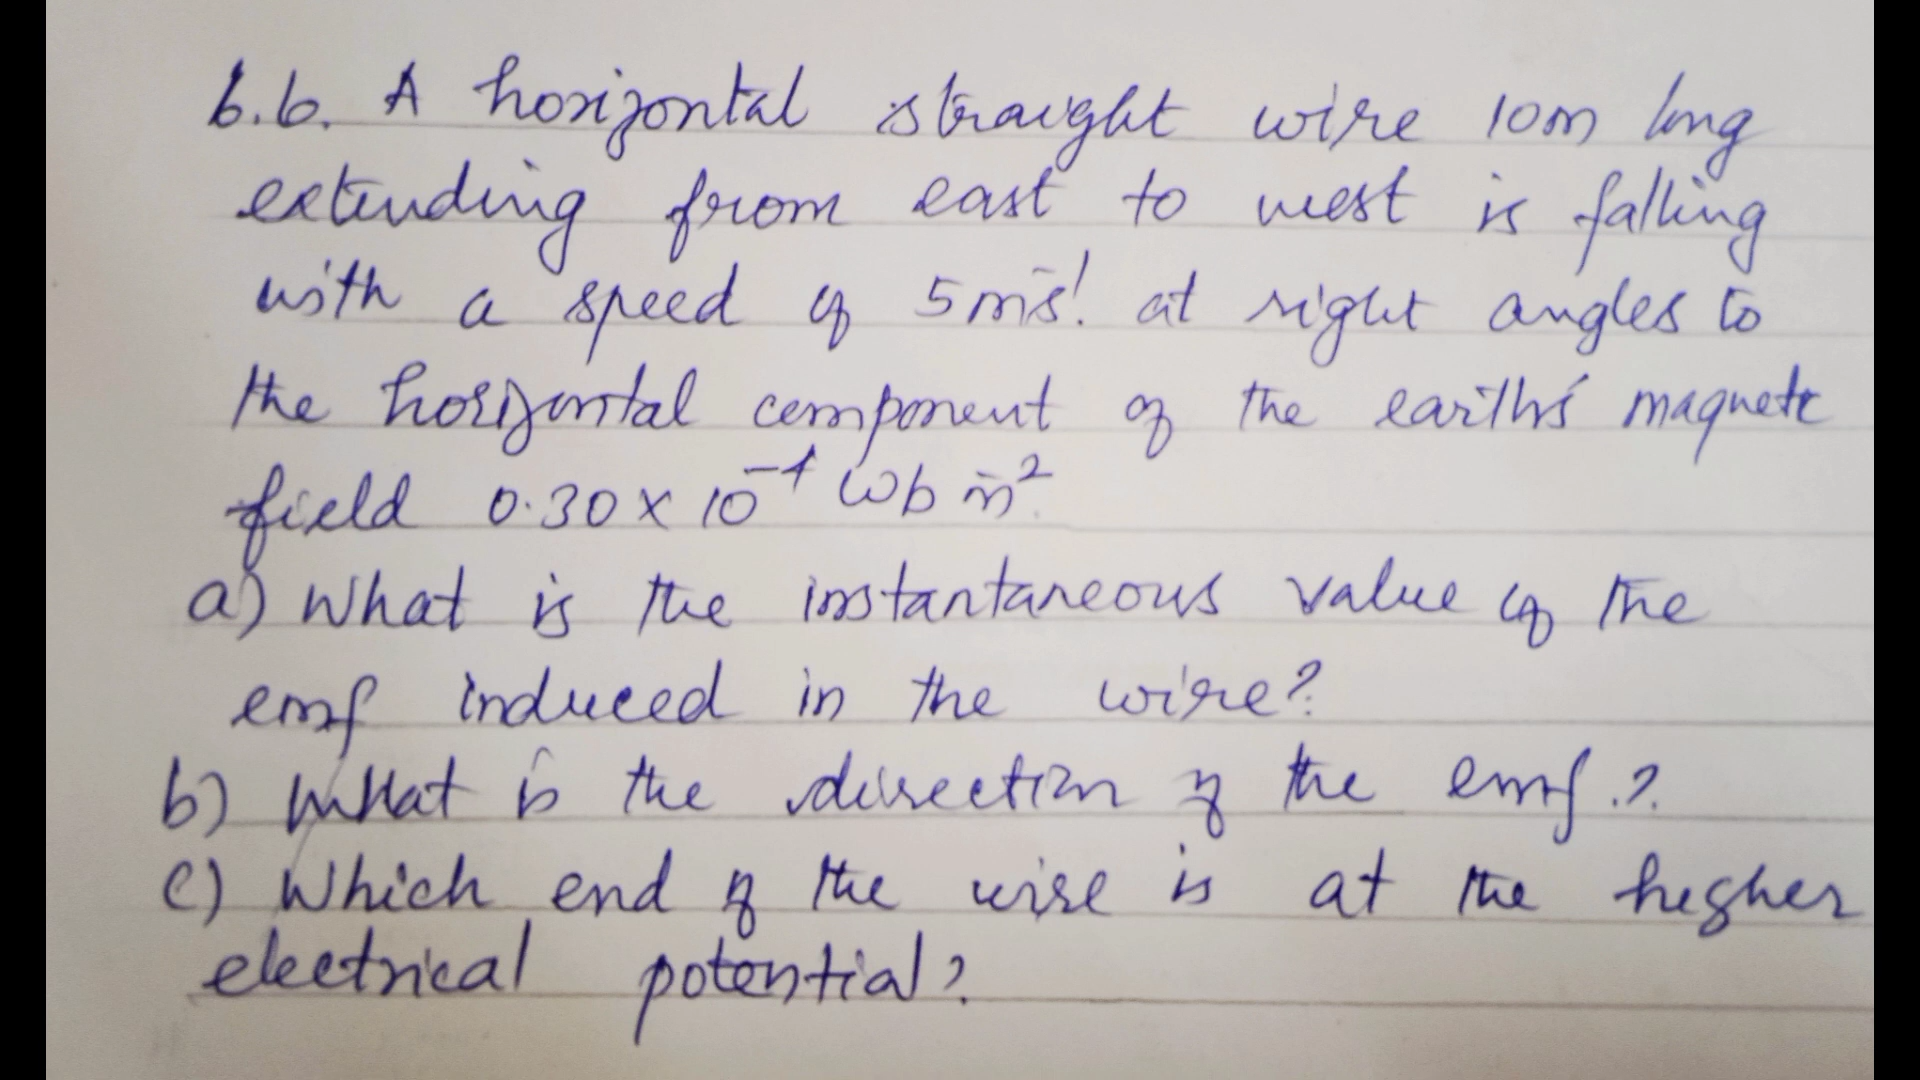 6.6. A horizontal straight wire 10m long
extending from east to west is falling
with a speed of 5ms⁻¹. at right angles to
the horizontal component of the earth's magnetic
field 0.30 x 10⁻⁴ Wb m⁻².
a) What is the instantaneous value of the
emf induced in the wire?
b) What is the direction of the emf.?
c) Which end of the wire is at the higher
electrical potential?